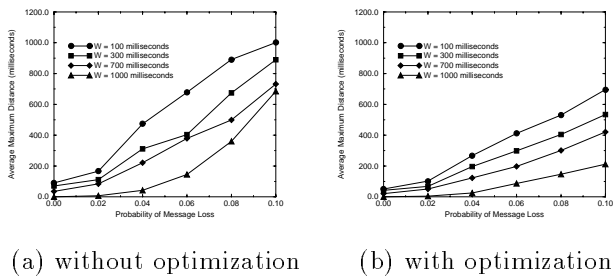 1200.0
1000.0
800.0
600.0
400.0
200.0
0.0
Average Maximum Distance (milliseconds)
W = 100 milliseconds
W = 300 milliseconds
W = 700 milliseconds
W = 1000 milliseconds
0.00 0.02 0.04 0.06 0.08 0.10
Probability of Message Loss
(a) without optimization
1200.0
1000.0
800.0
600.0
400.0
200.0
0.0
Average Maximum Distance (milliseconds)
W = 100 milliseconds
W = 300 milliseconds
W = 700 milliseconds
W = 1000 milliseconds
0.00 0.02 0.04 0.06 0.08 0.10
Probability of Message Loss
(b) with optimization